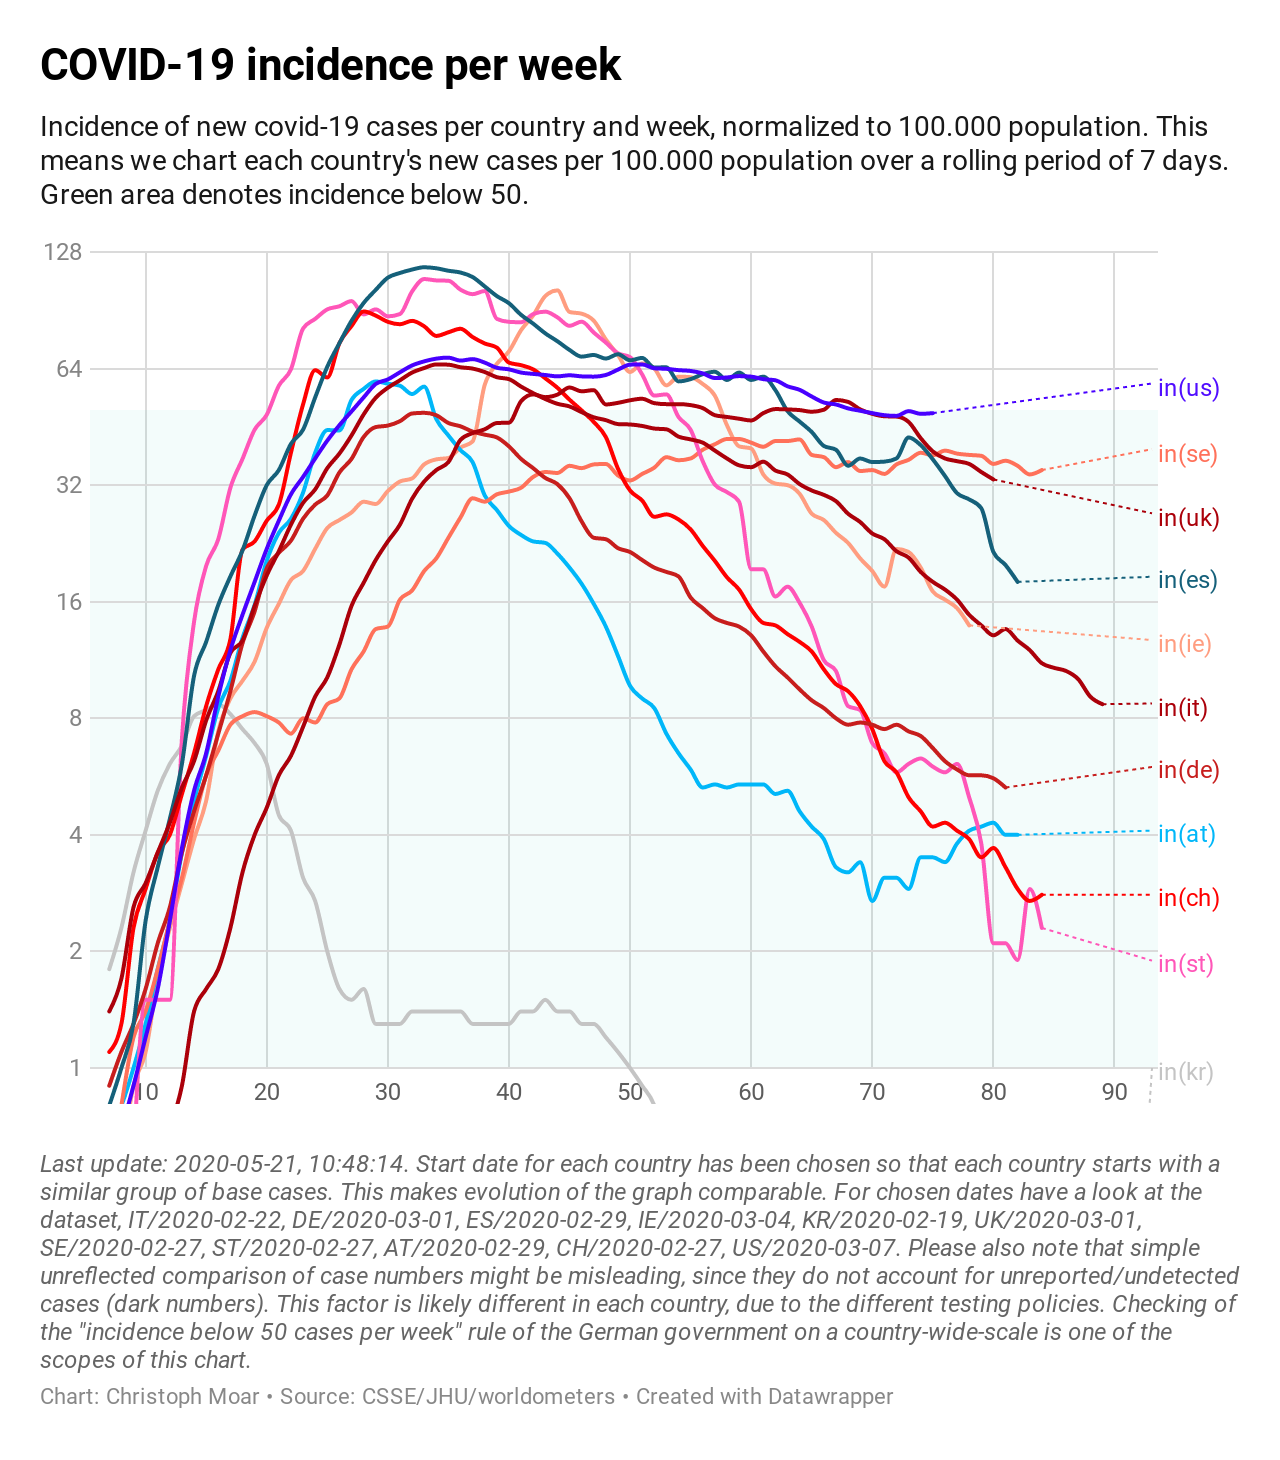 COVID-19 incidence per week
Incidence of new covid-19 cases per country and week, normalized to 100.000 population. This
means we chart each country's new cases per 100.000 population over a rolling period of 7 days.
Green area denotes incidence below 50.
128
64
32
16
8
4
2
1
10
20
30
40
50
60
70
80
90
in(us)
in(se)
in(uk)
in(es)
in(ie)
in(it)
in(de)
in(at)
in(ch)
in(st)
in(kr)
Last update: 2020-05-21, 10:48:14. Start date for each country has been chosen so that each country starts with a
similar group of base cases. This makes evolution of the graph comparable. For chosen dates have a look at the
dataset, IT/2020-02-22, DE/2020-03-01, ES/2020-02-29, IE/2020-03-04, KR/2020-02-19, UK/2020-03-01,
SE/2020-02-27, ST/2020-02-27, AT/2020-02-29, CH/2020-02-27, US/2020-03-07. Please also note that simple
unreflected comparison of case numbers might be misleading, since they do not account for unreported/undetected
cases (dark numbers). This factor is likely different in each country, due to the different testing policies. Checking of
the "incidence below 50 cases per week" rule of the German government on a country-wide-scale is one of the
scopes of this chart.
Chart: Christoph Moar • Source: CSSE/JHU/worldometers • Created with Datawrapper